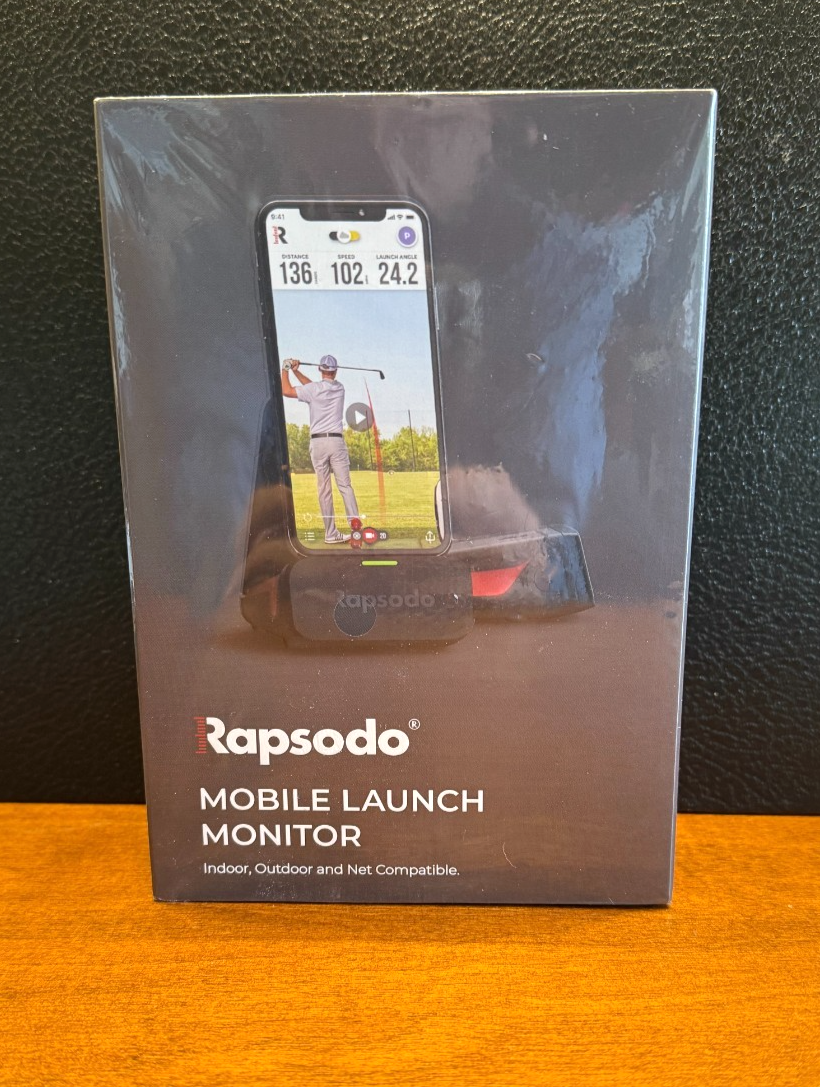 9:41
R P
DISTANCE SPEED LAUNCH ANGLE
136 102 24.2
20
Rapsodo
Rapsodo®
MOBILE LAUNCH
MONITOR
Indoor, Outdoor and Net Compatible.